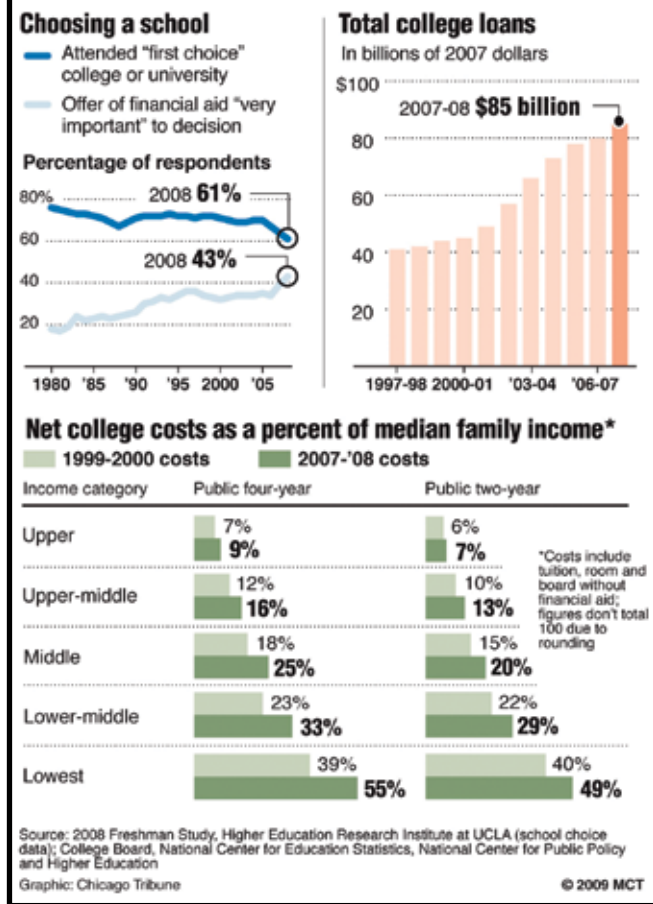 Choosing a school
Attended “first choice”
college or university
Offer of financial aid “very
important” to decision
Percentage of respondents
80%
2008 61%
60
2008 43%
40
20
1980 ’85 ’90 ’95 2000 ’05
Total college loans
In billions of 2007 dollars
$100
2007-08 $85 billion
80
60
40
20
1997-98 2000-01 ’03-04 ’06-07
Net college costs as a percent of median family income*
1999-2000 costs 2007-’08 costs
Income category Public four-year Public two-year
Upper
7% 6%
9% 7%
Upper-middle
12% 10%
16% 13%
Middle
18% 15%
25% 20%
Lower-middle
23% 22%
33% 29%
Lowest
39% 40%
55% 49%
*Costs include
tuition, room and
board without
financial aid;
figures don’t total
100 due to
rounding
Source: 2008 Freshman Study, Higher Education Research Institute at UCLA (school choice
data); College Board, National Center for Education Statistics, National Center for Public Policy
and Higher Education
Graphic: Chicago Tribune © 2009 MCT